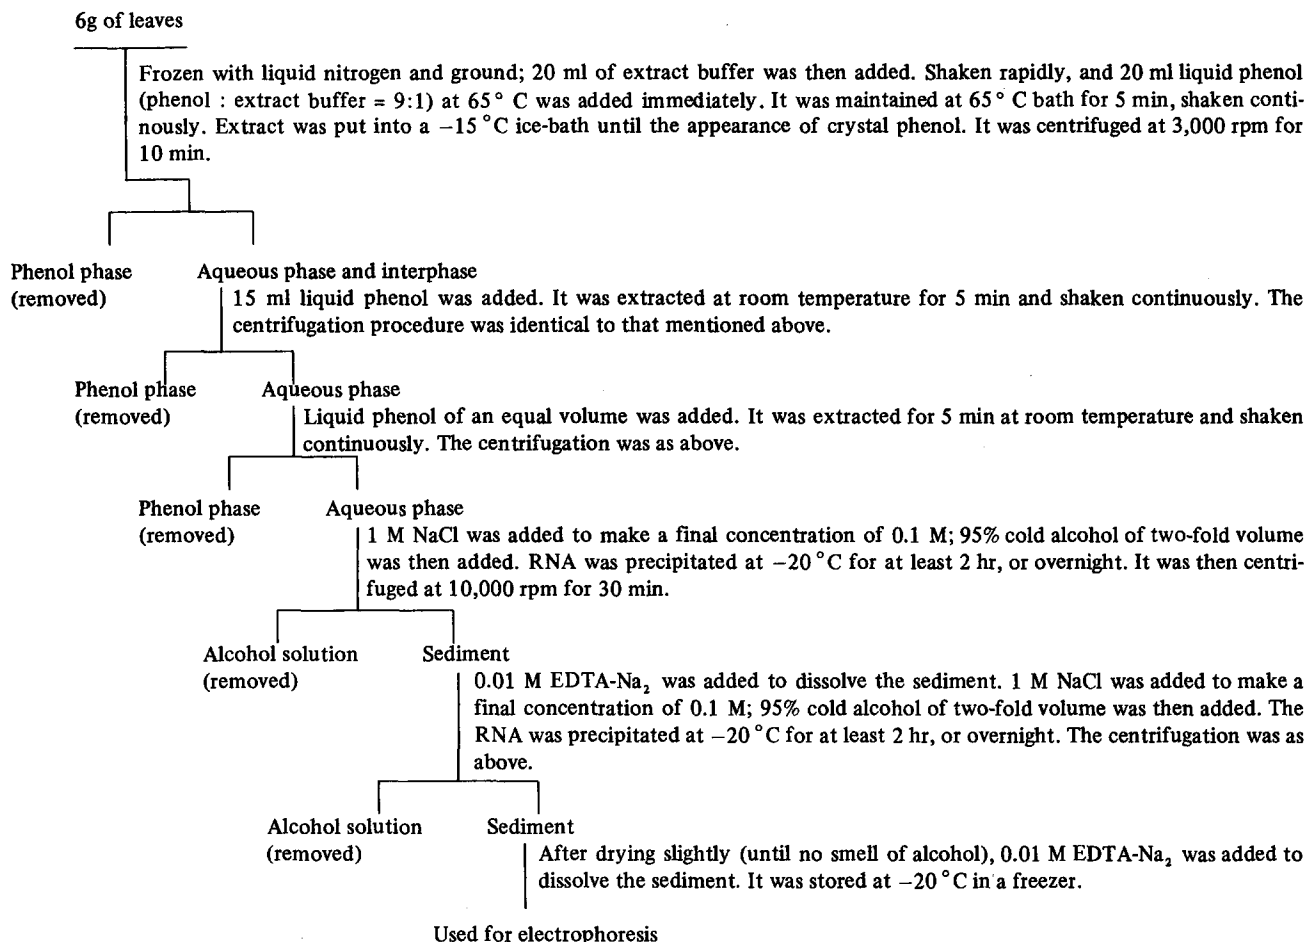 6g of leaves
Frozen with liquid nitrogen and ground; 20 ml of extract buffer was then added. Shaken rapidly, and 20 ml liquid phenol
(phenol : extract buffer = 9:1) at 65° C was added immediately. It was maintained at 65° C bath for 5 min, shaken conti-
nously. Extract was put into a −15 °C ice-bath until the appearance of crystal phenol. It was centrifuged at 3,000 rpm for
10 min.
Phenol phase Aqueous phase and interphase
(removed) 15 ml liquid phenol was added. It was extracted at room temperature for 5 min and shaken continuously. The
centrifugation procedure was identical to that mentioned above.
Phenol phase Aqueous phase
(removed) Liquid phenol of an equal volume was added. It was extracted for 5 min at room temperature and shaken
continuously. The centrifugation was as above.
Phenol phase Aqueous phase
(removed) 1 M NaCl was added to make a final concentration of 0.1 M; 95% cold alcohol of two-fold volume
was then added. RNA was precipitated at −20 °C for at least 2 hr, or overnight. It was then centri-
fuged at 10,000 rpm for 30 min.
Alcohol solution Sediment
(removed) 0.01 M EDTA-Na₂ was added to dissolve the sediment. 1 M NaCl was added to make a
final concentration of 0.1 M; 95% cold alcohol of two-fold volume was then added. The
RNA was precipitated at −20 °C for at least 2 hr, or overnight. The centrifugation was as
above.
Alcohol solution Sediment
(removed) After drying slightly (until no smell of alcohol), 0.01 M EDTA-Na₂ was added to
dissolve the sediment. It was stored at −20 °C in a freezer.
Used for electrophoresis